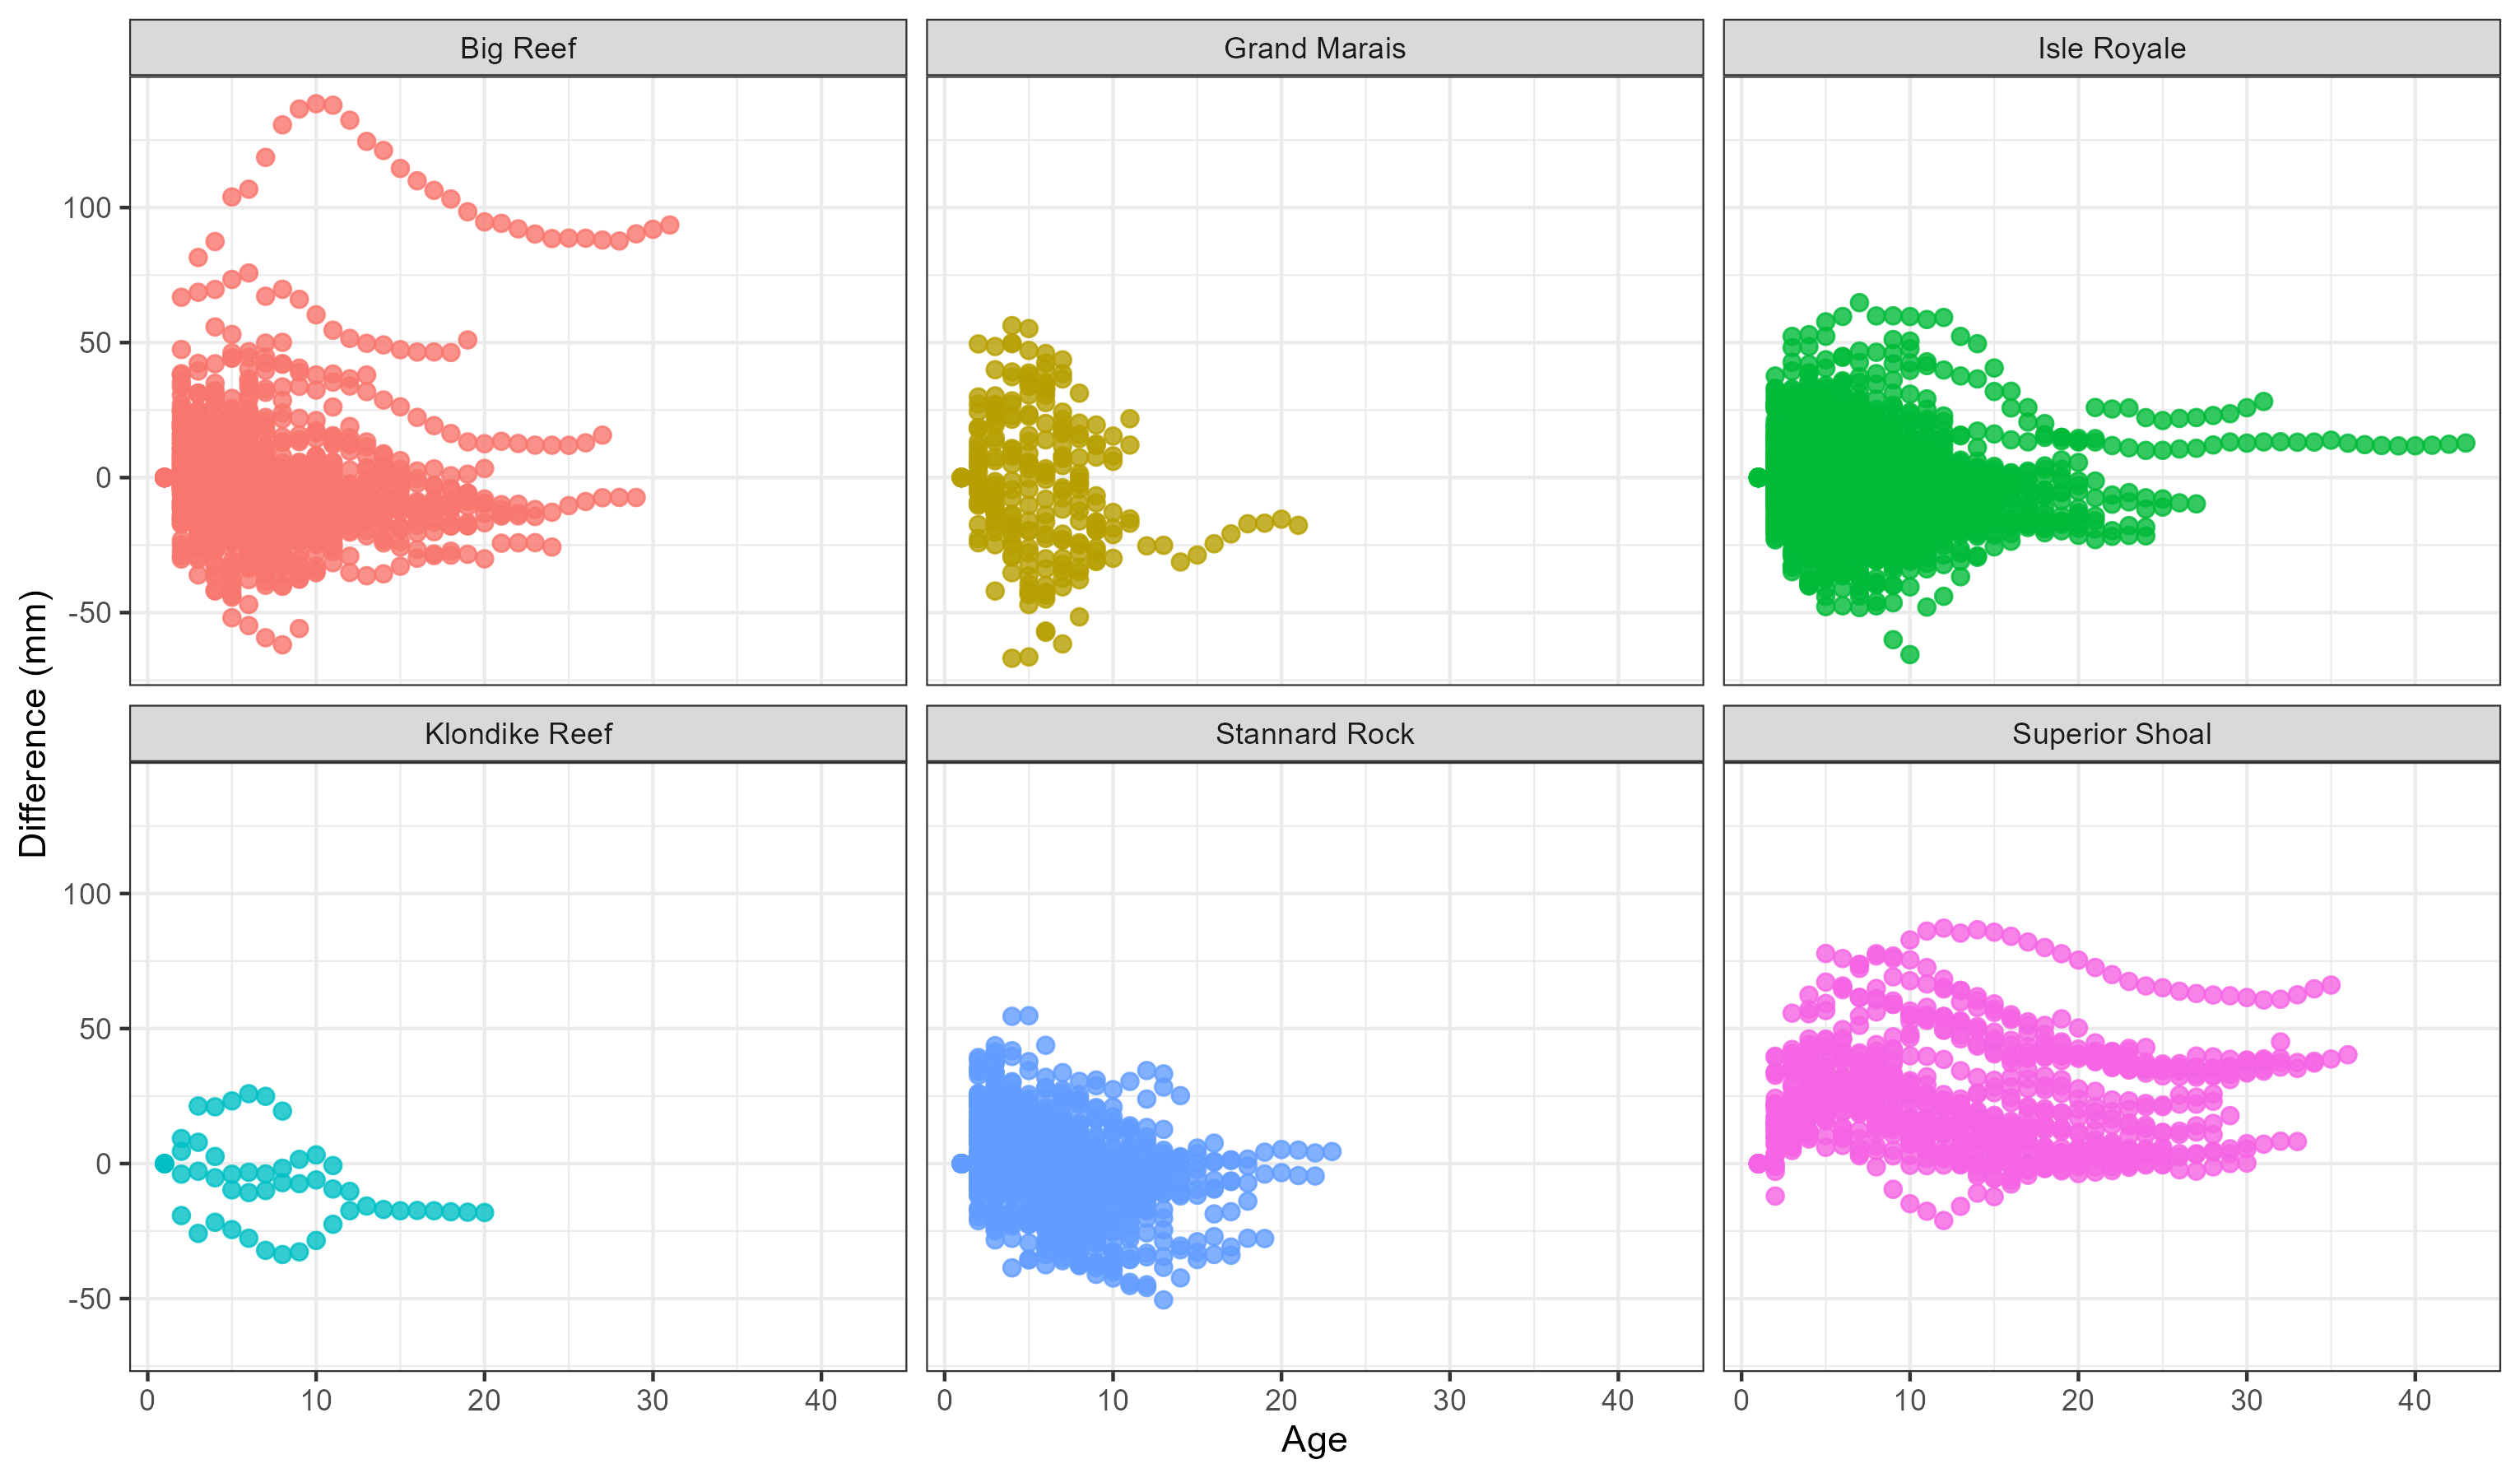 Big Reef
Grand Marais
Isle Royale
100
50
0
-50
Klondike Reef
Stannard Rock
Superior Shoal
100
50
0
-50
0 10 20 30 40
0 10 20 30 40
0 10 20 30 40
Age
Difference (mm)